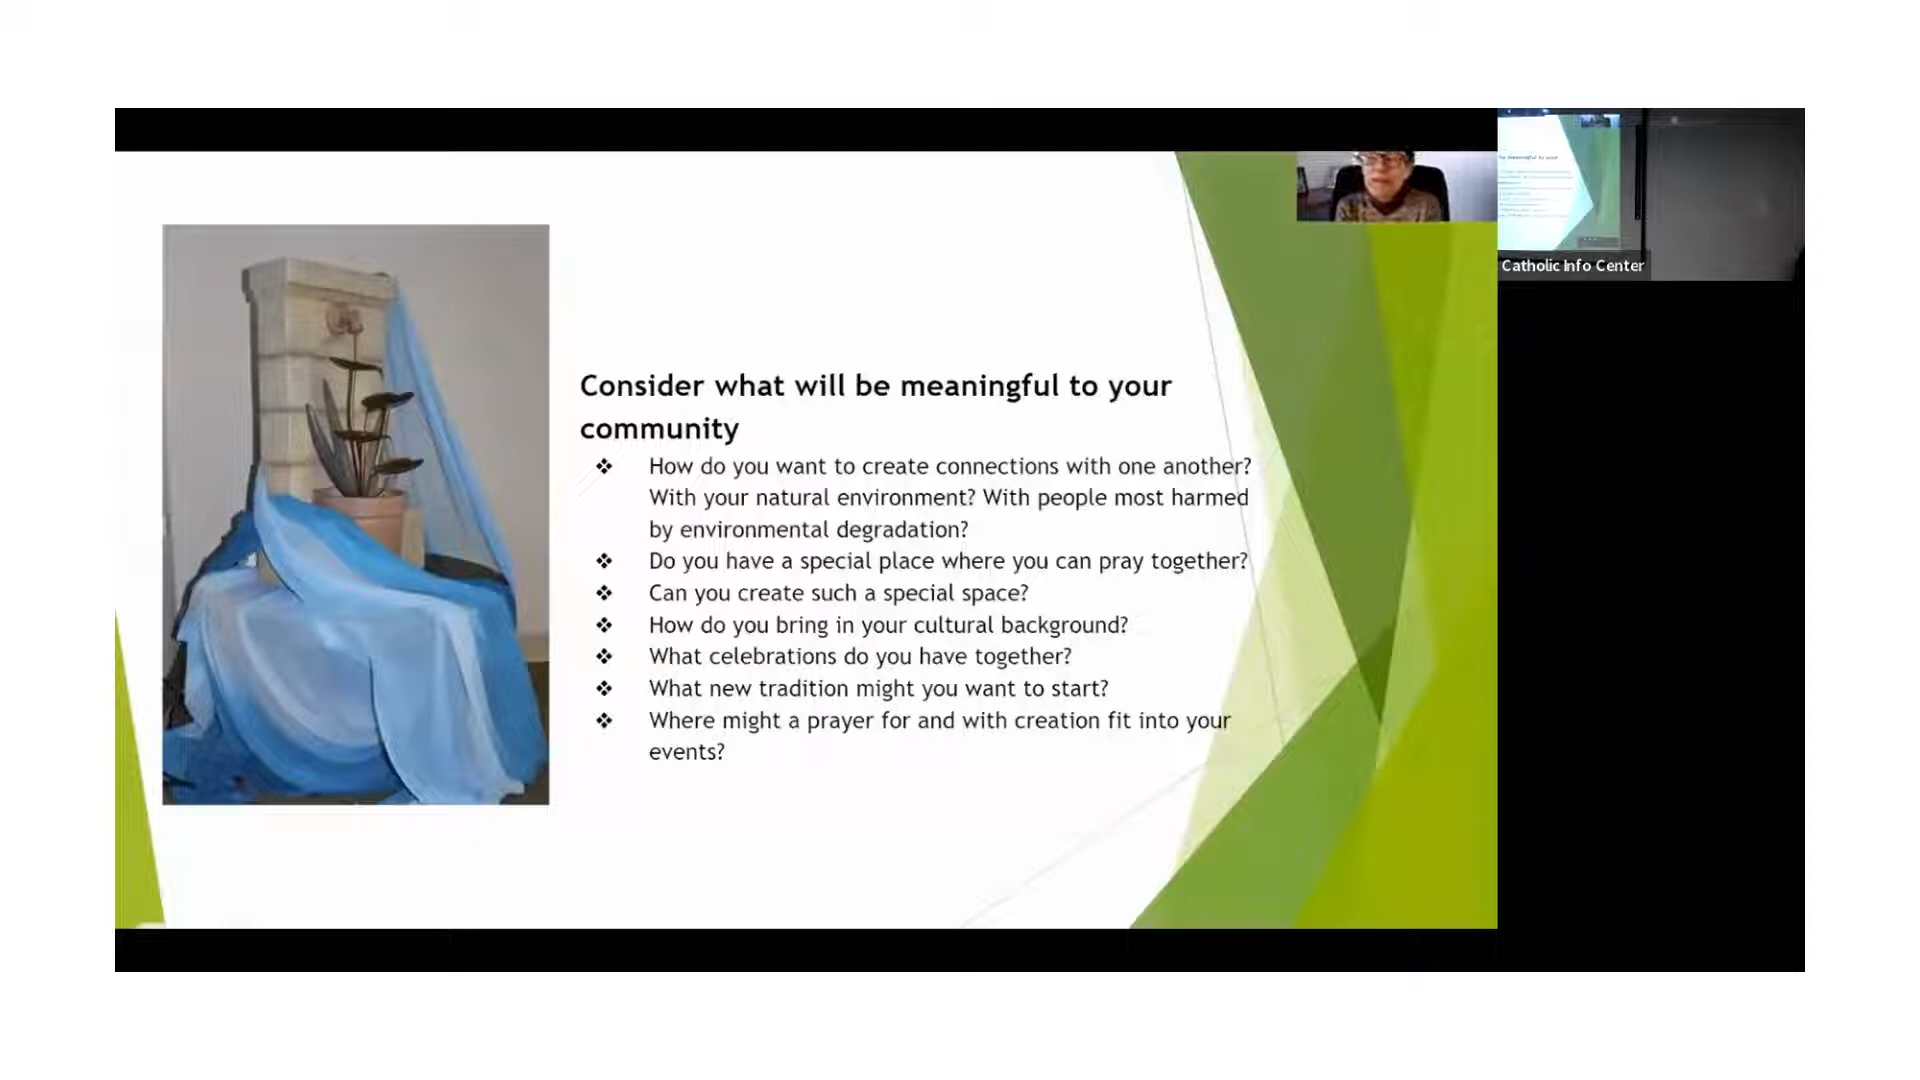 Consider what will be meaningful to your
community
❖ How do you want to create connections with one another?
With your natural environment? With people most harmed
by environmental degradation?
❖ Do you have a special place where you can pray together?
❖ Can you create such a special space?
❖ How do you bring in your cultural background?
❖ What celebrations do you have together?
❖ What new tradition might you want to start?
❖ Where might a prayer for and with creation fit into your
events?
Catholic Info Center